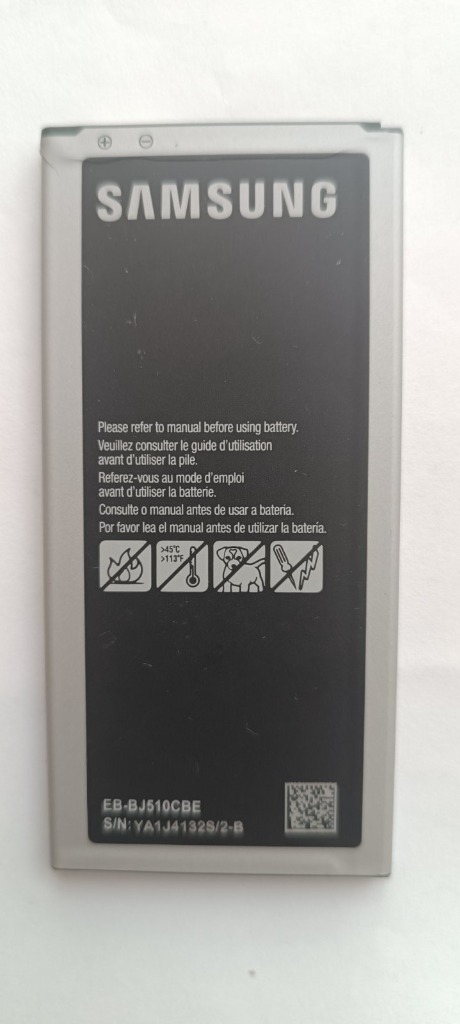 SAMSUNG
Please refer to manual before using battery.
Veuillez consulter le guide d'utilisation
avant d'utiliser la pile.
Referez-vous au mode d'emploi
avant d'utiliser la batterie.
Consulte o manual antes de usar a bateria.
Por favor lea el manual antes de utilizar la batería.
>45°C
>113°F
EB-BJ510CBE
S/N: YA1J4132S/2-B